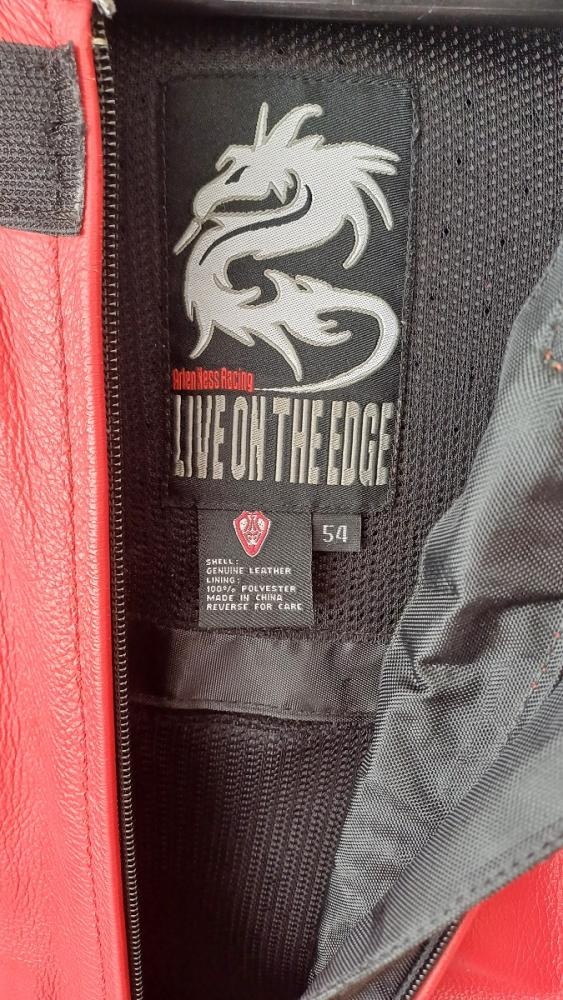 Arlen Ness Racing
LIVE ON THE EDGE
54
SHELL:
GENUINE LEATHER
LINING:
100% POLYESTER
MADE IN CHINA
REVERSE FOR CARE